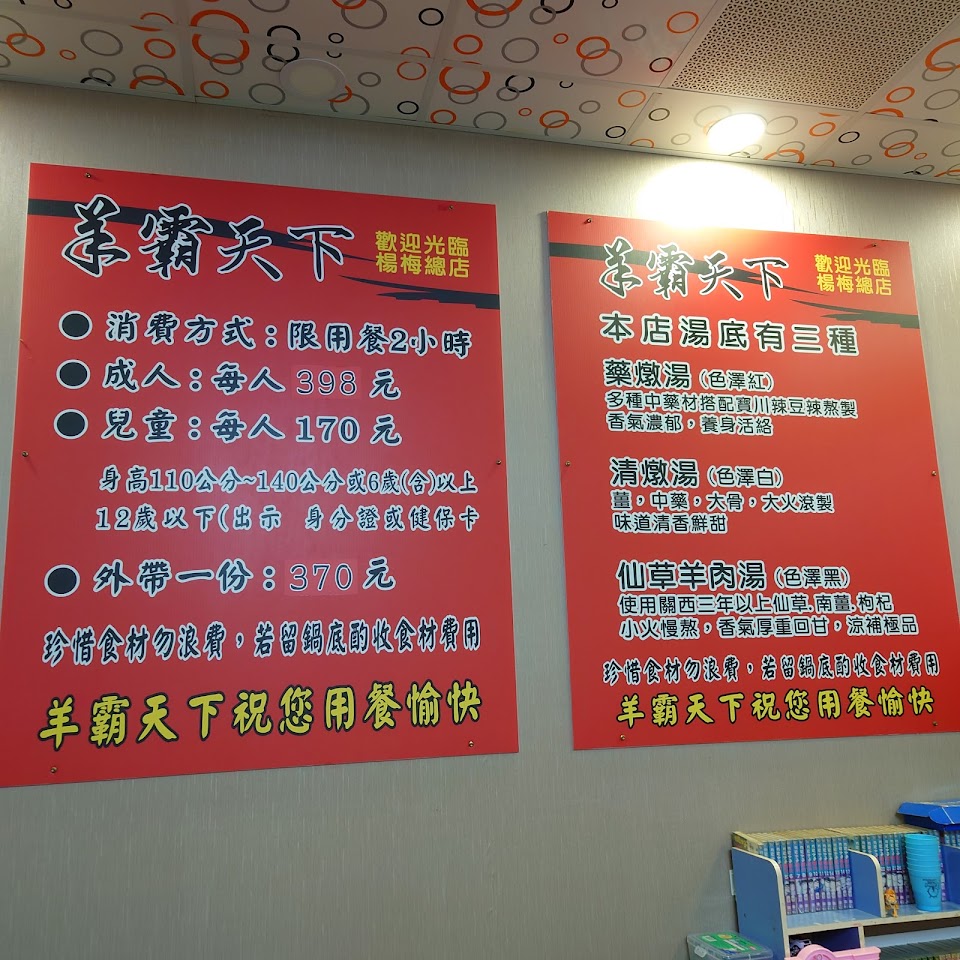 羊霸天下
歡迎光臨
楊梅總店
●消費方式：限用餐2小時
●成人：每人 398 元
●兒童：每人 170 元
身高110公分~140公分或6歲(含)以上
12歲以下(出示 身分證或健保卡
●外帶一份：370 元
珍惜食材勿浪費，若留鍋底酌收食材費用
羊霸天下祝您用餐愉快
羊霸天下
歡迎光臨
楊梅總店
本店湯底有三種
藥燉湯（色澤紅）
多種中藥材搭配寶川辣豆辣熬製
香氣濃郁，養身活絡
清燉湯（色澤白）
薑，中藥，大骨，大火滾製
味道清香鮮甜
仙草羊肉湯（色澤黑）
使用關西三年以上仙草.南薑.枸杞
小火慢熬，香氣厚重回甘，涼補極品
珍惜食材勿浪費，若留鍋底酌收食材費用
羊霸天下祝您用餐愉快